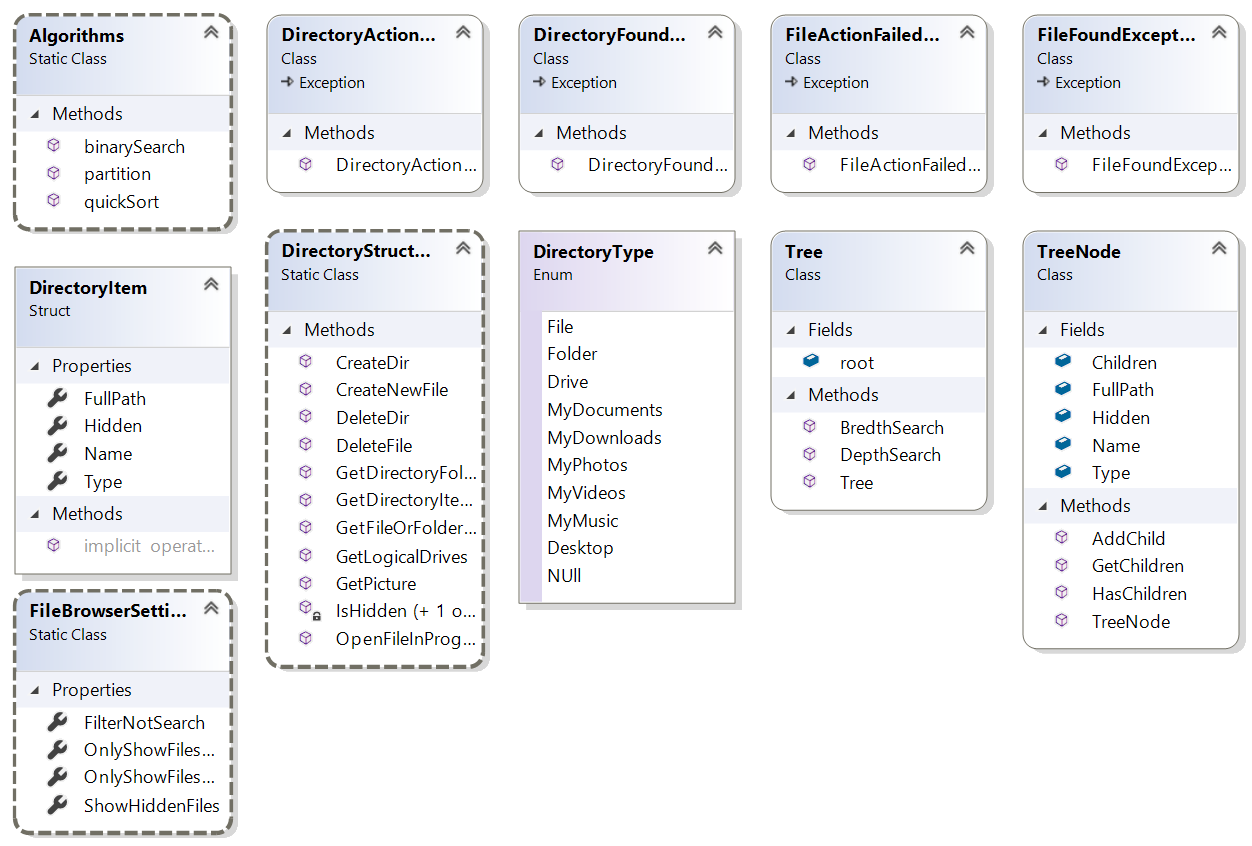 Algorithms
Static Class
Methods
binarySearch
partition
quickSort
DirectoryAction...
Class
Exception
Methods
DirectoryAction...
DirectoryFound...
Class
Exception
Methods
DirectoryFound...
FileActionFailed...
Class
Exception
Methods
FileActionFailed...
FileFoundExcept...
Class
Exception
Methods
FileFoundExcep...
DirectoryItem
Struct
Properties
FullPath
Hidden
Name
Type
Methods
implicit operat...
FileBrowserSetti...
Static Class
Properties
FilterNotSearch
OnlyShowFiles...
OnlyShowFiles...
ShowHiddenFiles
DirectoryStruct...
Static Class
Methods
CreateDir
CreateNewFile
DeleteDir
DeleteFile
GetDirectoryFol...
GetDirectoryIte...
GetFileOrFolder...
GetLogicalDrives
GetPicture
IsHidden (+ 1 o...
OpenFileInProg...
DirectoryType
Enum
File
Folder
Drive
MyDocuments
MyDownloads
MyPhotos
MyVideos
MyMusic
Desktop
NUll
Tree
Class
Fields
root
Methods
BredthSearch
DepthSearch
Tree
TreeNode
Class
Fields
Children
FullPath
Hidden
Name
Type
Methods
AddChild
GetChildren
HasChildren
TreeNode